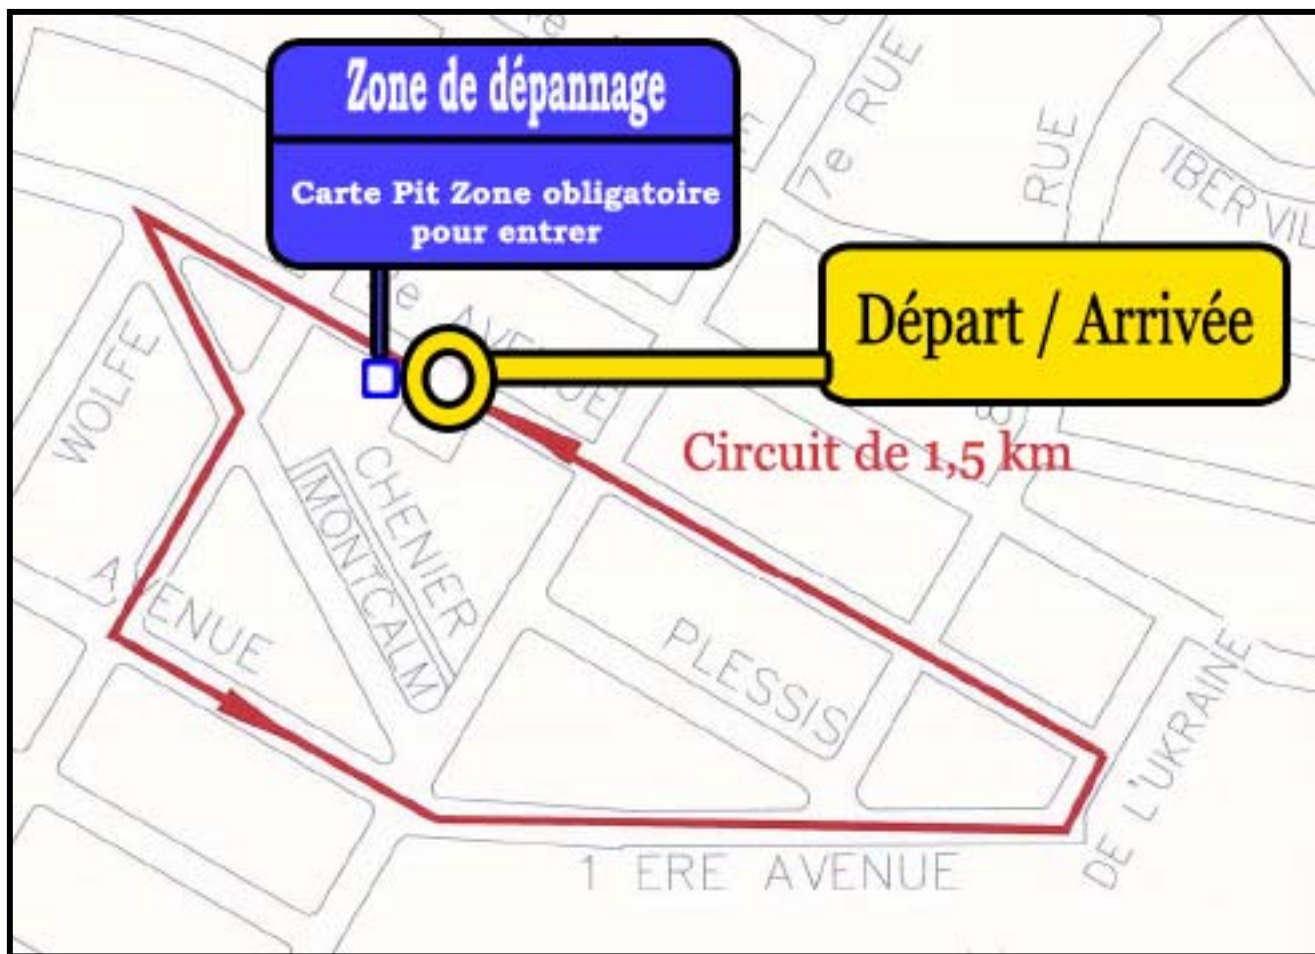 Zone de dépannage
Carte Pit Zone obligatoire
pour entrer
7e RUE
RUE
Départ / Arrivée
AVENUE
Circuit de 1,5 km
WOLFE
CHENIER
MONTCALM
AVENUE
PLESSIS
DE L'UKRAINE
1 ERE AVENUE